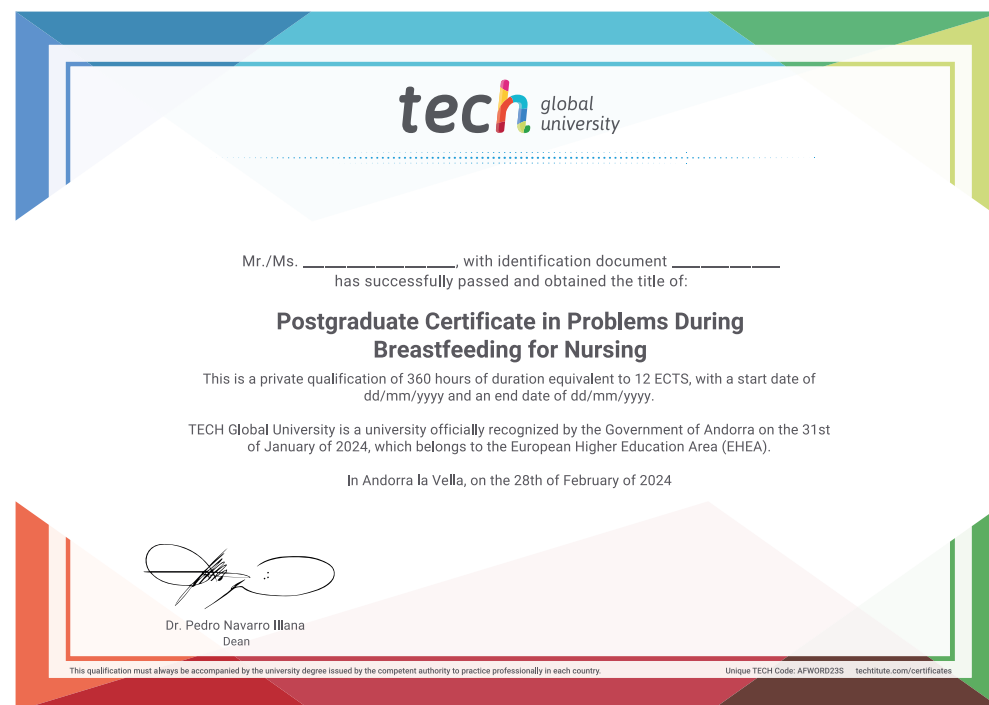 tech global
university
Mr./Ms. ____________, with identification document ________
has successfully passed and obtained the title of:
Postgraduate Certificate in Problems During
Breastfeeding for Nursing
This is a private qualification of 360 hours of duration equivalent to 12 ECTS, with a start date of
dd/mm/yyyy and an end date of dd/mm/yyyy.
TECH Global University is a university officially recognized by the Government of Andorra on the 31st
of January of 2024, which belongs to the European Higher Education Area (EHEA).
In Andorra la Vella, on the 28th of February of 2024
Dr. Pedro Navarro Illana
Dean
This qualification must always be accompanied by the university degree issued by the competent authority to practice professionally in each country. Unique TECH Code: AFWORD23S techtitute.com/certificates